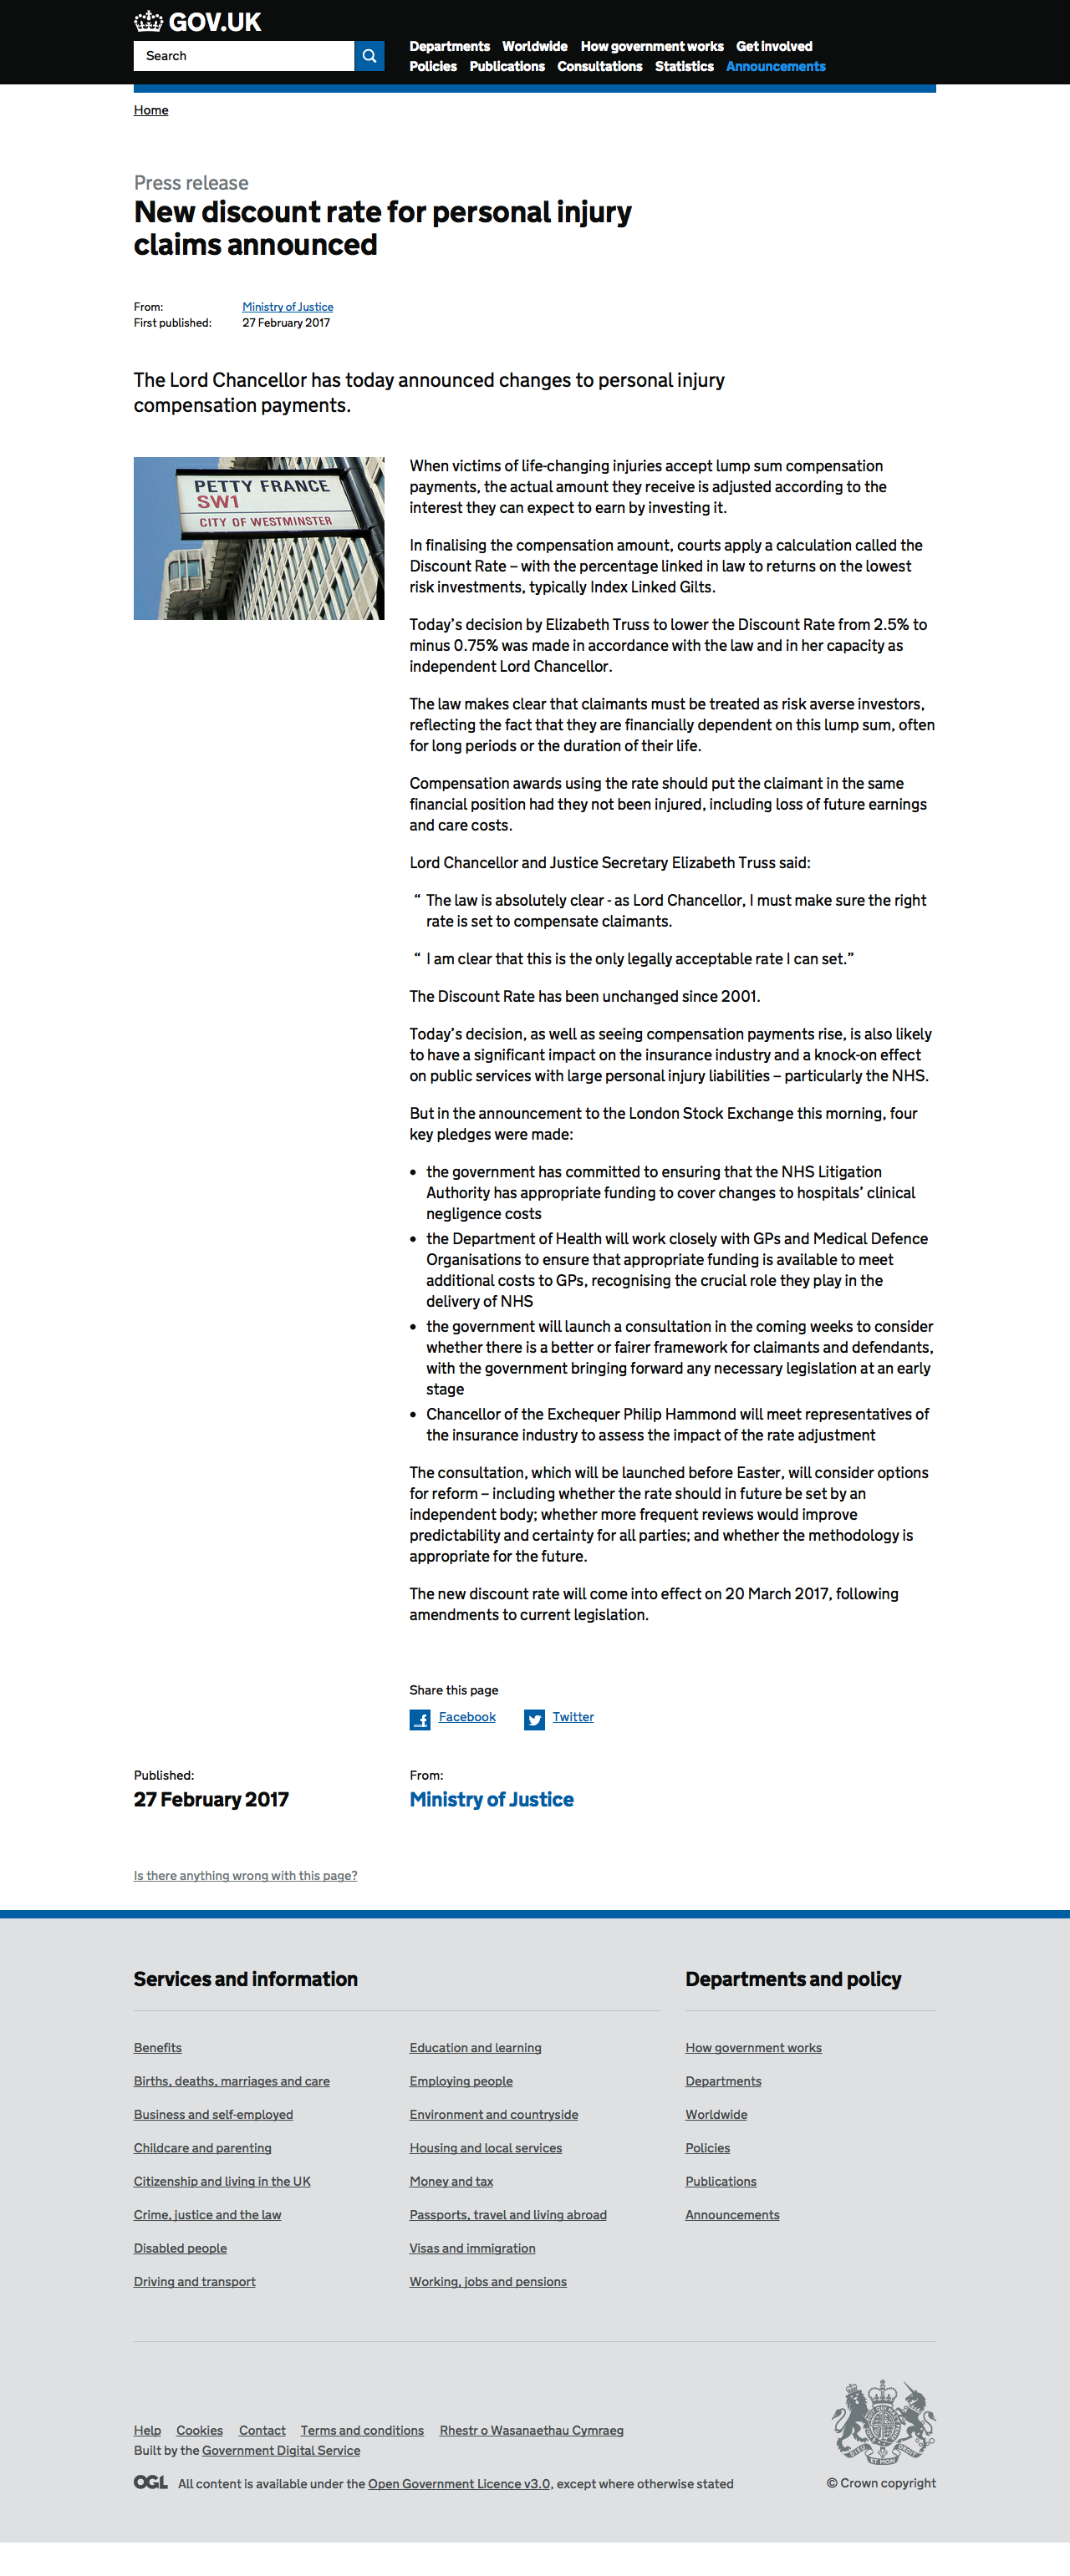 GOV.UK
Search
Departments Worldwide How government works Get involved
Policies Publications Consultations Statistics Announcements
Home
Press release
New discount rate for personal injury
claims announced
From: Ministry of Justice
First published: 27 February 2017
The Lord Chancellor has today announced changes to personal injury
compensation payments.
PETTY FRANCE
SW1
CITY OF WESTMINSTER
When victims of life-changing injuries accept lump sum compensation
payments, the actual amount they receive is adjusted according to the
interest they can expect to earn by investing it.
In finalising the compensation amount, courts apply a calculation called the
Discount Rate – with the percentage linked in law to returns on the lowest
risk investments, typically Index Linked Gilts.
Today’s decision by Elizabeth Truss to lower the Discount Rate from 2.5% to
minus 0.75% was made in accordance with the law and in her capacity as
independent Lord Chancellor.
The law makes clear that claimants must be treated as risk averse investors,
reflecting the fact that they are financially dependent on this lump sum, often
for long periods or the duration of their life.
Compensation awards using the rate should put the claimant in the same
financial position had they not been injured, including loss of future earnings
and care costs.
Lord Chancellor and Justice Secretary Elizabeth Truss said:
“ The law is absolutely clear - as Lord Chancellor, I must make sure the right
rate is set to compensate claimants.
“ I am clear that this is the only legally acceptable rate I can set.”
The Discount Rate has been unchanged since 2001.
Today’s decision, as well as seeing compensation payments rise, is also likely
to have a significant impact on the insurance industry and a knock-on effect
on public services with large personal injury liabilities – particularly the NHS.
But in the announcement to the London Stock Exchange this morning, four
key pledges were made:
• the government has committed to ensuring that the NHS Litigation
Authority has appropriate funding to cover changes to hospitals’ clinical
negligence costs
• the Department of Health will work closely with GPs and Medical Defence
Organisations to ensure that appropriate funding is available to meet
additional costs to GPs, recognising the crucial role they play in the
delivery of NHS
• the government will launch a consultation in the coming weeks to consider
whether there is a better or fairer framework for claimants and defendants,
with the government bringing forward any necessary legislation at an early
stage
• Chancellor of the Exchequer Philip Hammond will meet representatives of
the insurance industry to assess the impact of the rate adjustment
The consultation, which will be launched before Easter, will consider options
for reform – including whether the rate should in future be set by an
independent body; whether more frequent reviews would improve
predictability and certainty for all parties; and whether the methodology is
appropriate for the future.
The new discount rate will come into effect on 20 March 2017, following
amendments to current legislation.
Share this page
Facebook Twitter
Published: From:
27 February 2017 Ministry of Justice
Is there anything wrong with this page?
Services and information Departments and policy
Benefits Education and learning How government works
Births, deaths, marriages and care Employing people Departments
Business and self-employed Environment and countryside Worldwide
Childcare and parenting Housing and local services Policies
Citizenship and living in the UK Money and tax Publications
Crime, justice and the law Passports, travel and living abroad Announcements
Disabled people Visas and immigration
Driving and transport Working, jobs and pensions
Help Cookies Contact Terms and conditions Rhestr o Wasanaethau Cymraeg
Built by the Government Digital Service
OGL All content is available under the Open Government Licence v3.0, except where otherwise stated
DIEU ET MON DROIT
© Crown copyright